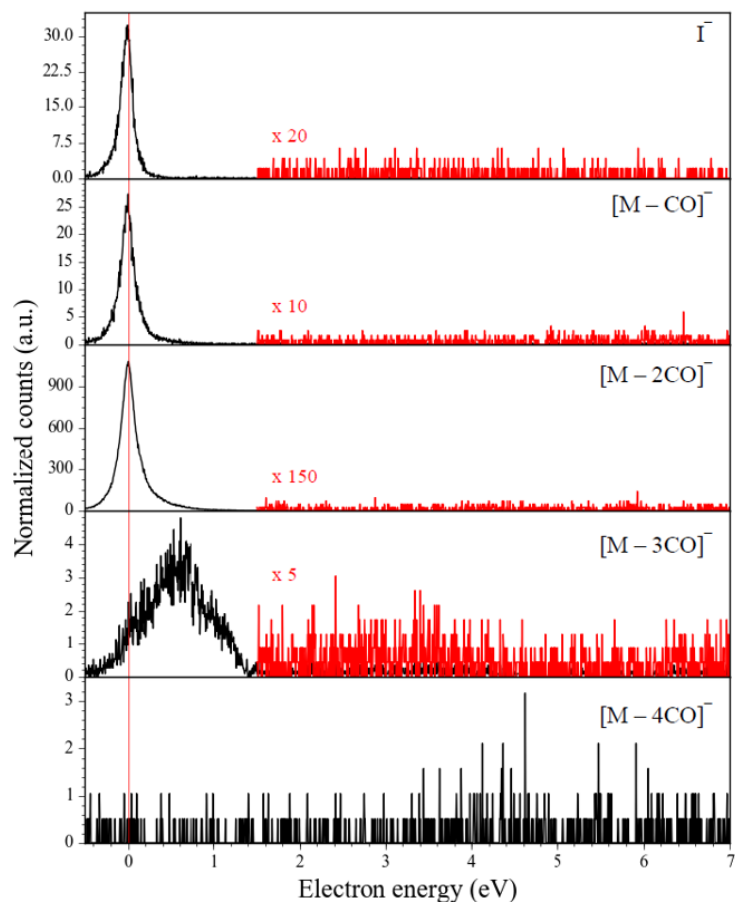 I⁻
30.0
22.5
15.0
7.5
0.0
x 20
[M – CO]⁻
25
20
15
10
5
0
x 10
[M – 2CO]⁻
900
600
300
0
x 150
[M – 3CO]⁻
4
3
2
1
0
x 5
[M – 4CO]⁻
3
2
1
0
Normalized counts (a.u.)
0 1 2 3 4 5 6 7
Electron energy (eV)